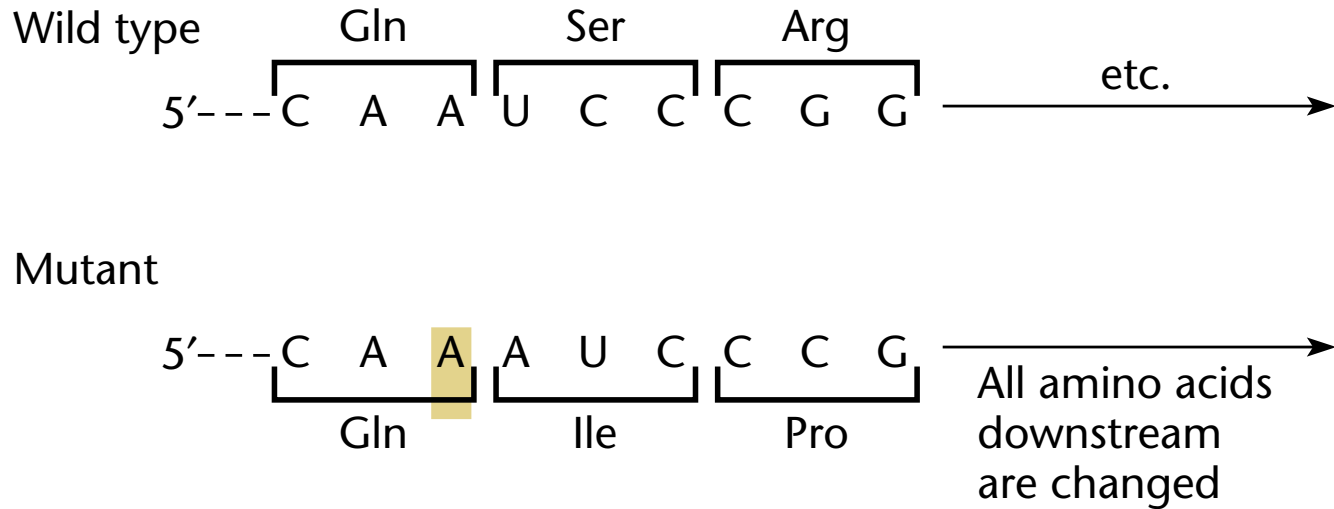 Wild type Gln Ser Arg
etc.
5′---C A A U C C C G G
Mutant
5′---C A A A U C C C G
Gln Ile Pro
All amino acids
downstream
are changed